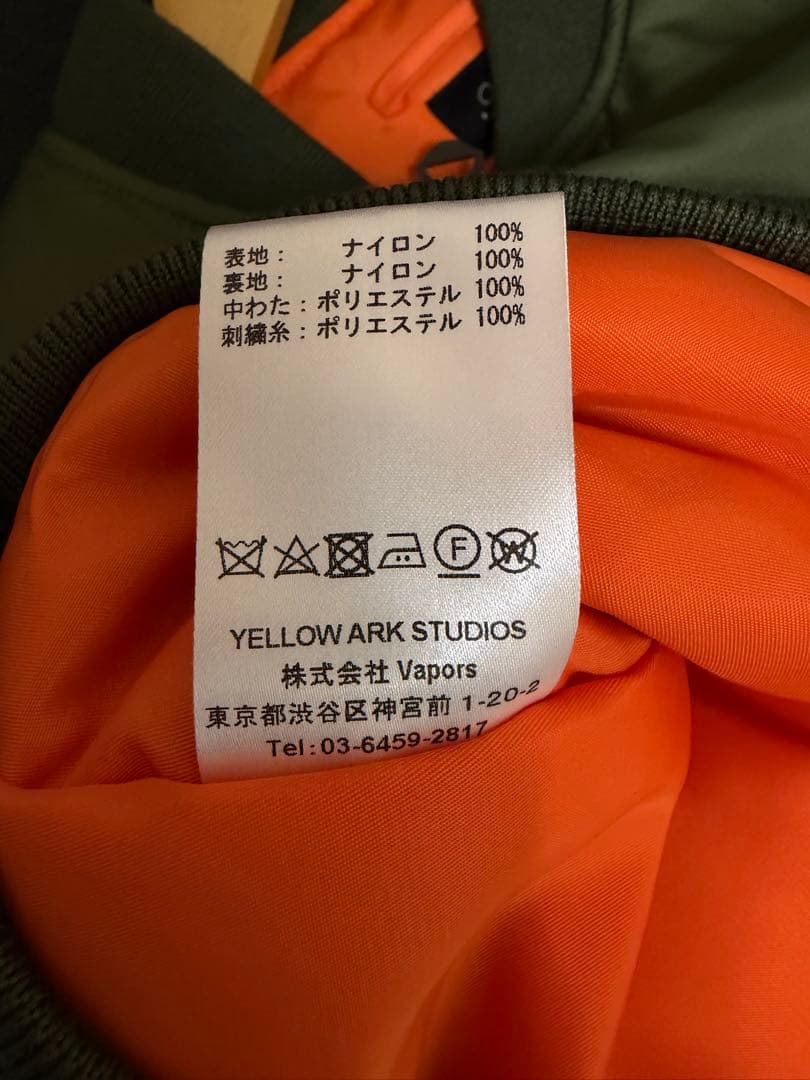 表地： ナイロン 100%
裏地： ナイロン 100%
中わた：ポリエステル 100%
刺繍糸：ポリエステル 100%
F W
YELLOW ARK STUDIOS
株式会社 Vapors
東京都渋谷区神宮前 1-20-2
Tel:03-6459-2817